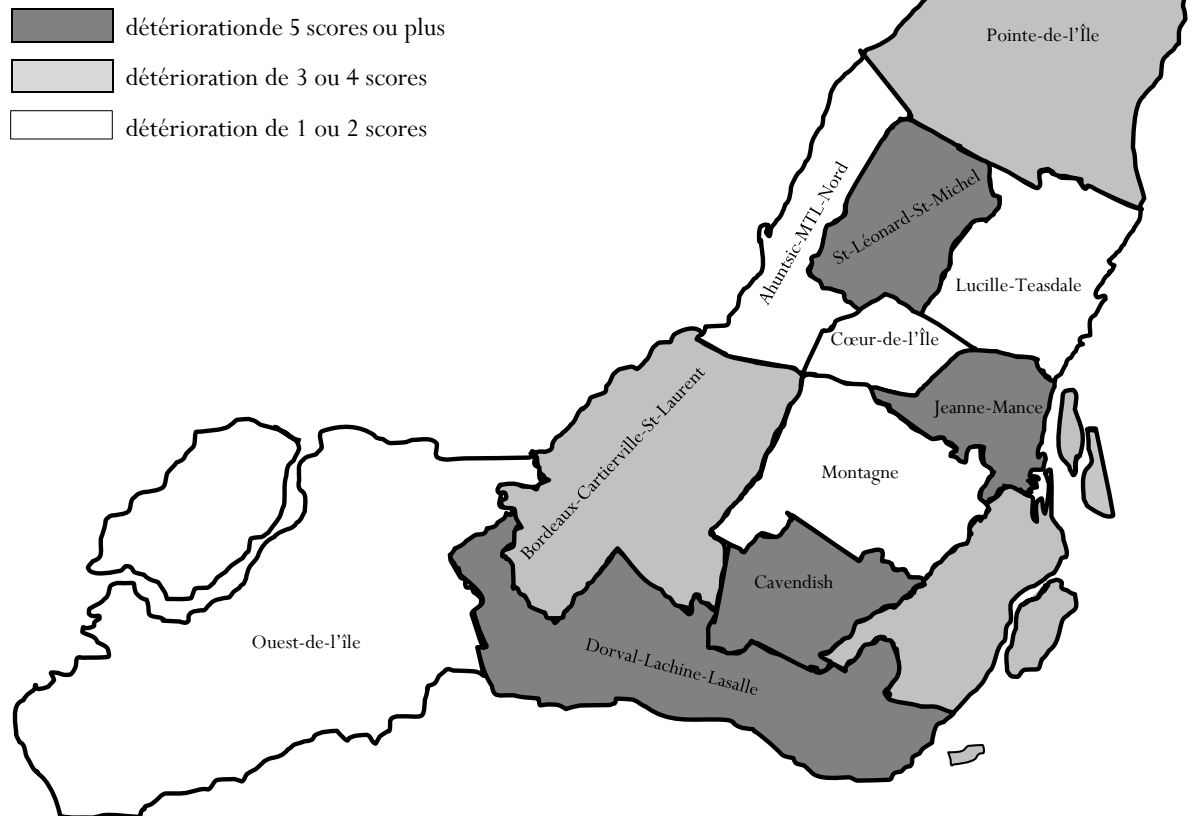 détérioration de 5 scores ou plus
détérioration de 3 ou 4 scores
détérioration de 1 ou 2 scores
Pointe-de-l'Île
Ahuntsic-MTL-Nord
St-Léonard-St-Michel
Lucille-Teasdale
Cœur-de-l'Île
Jeanne-Mance
Bordeaux-Cartierville-St-Laurent
Montagne
Cavendish
Ouest-de-l'île
Dorval-Lachine-Lasalle